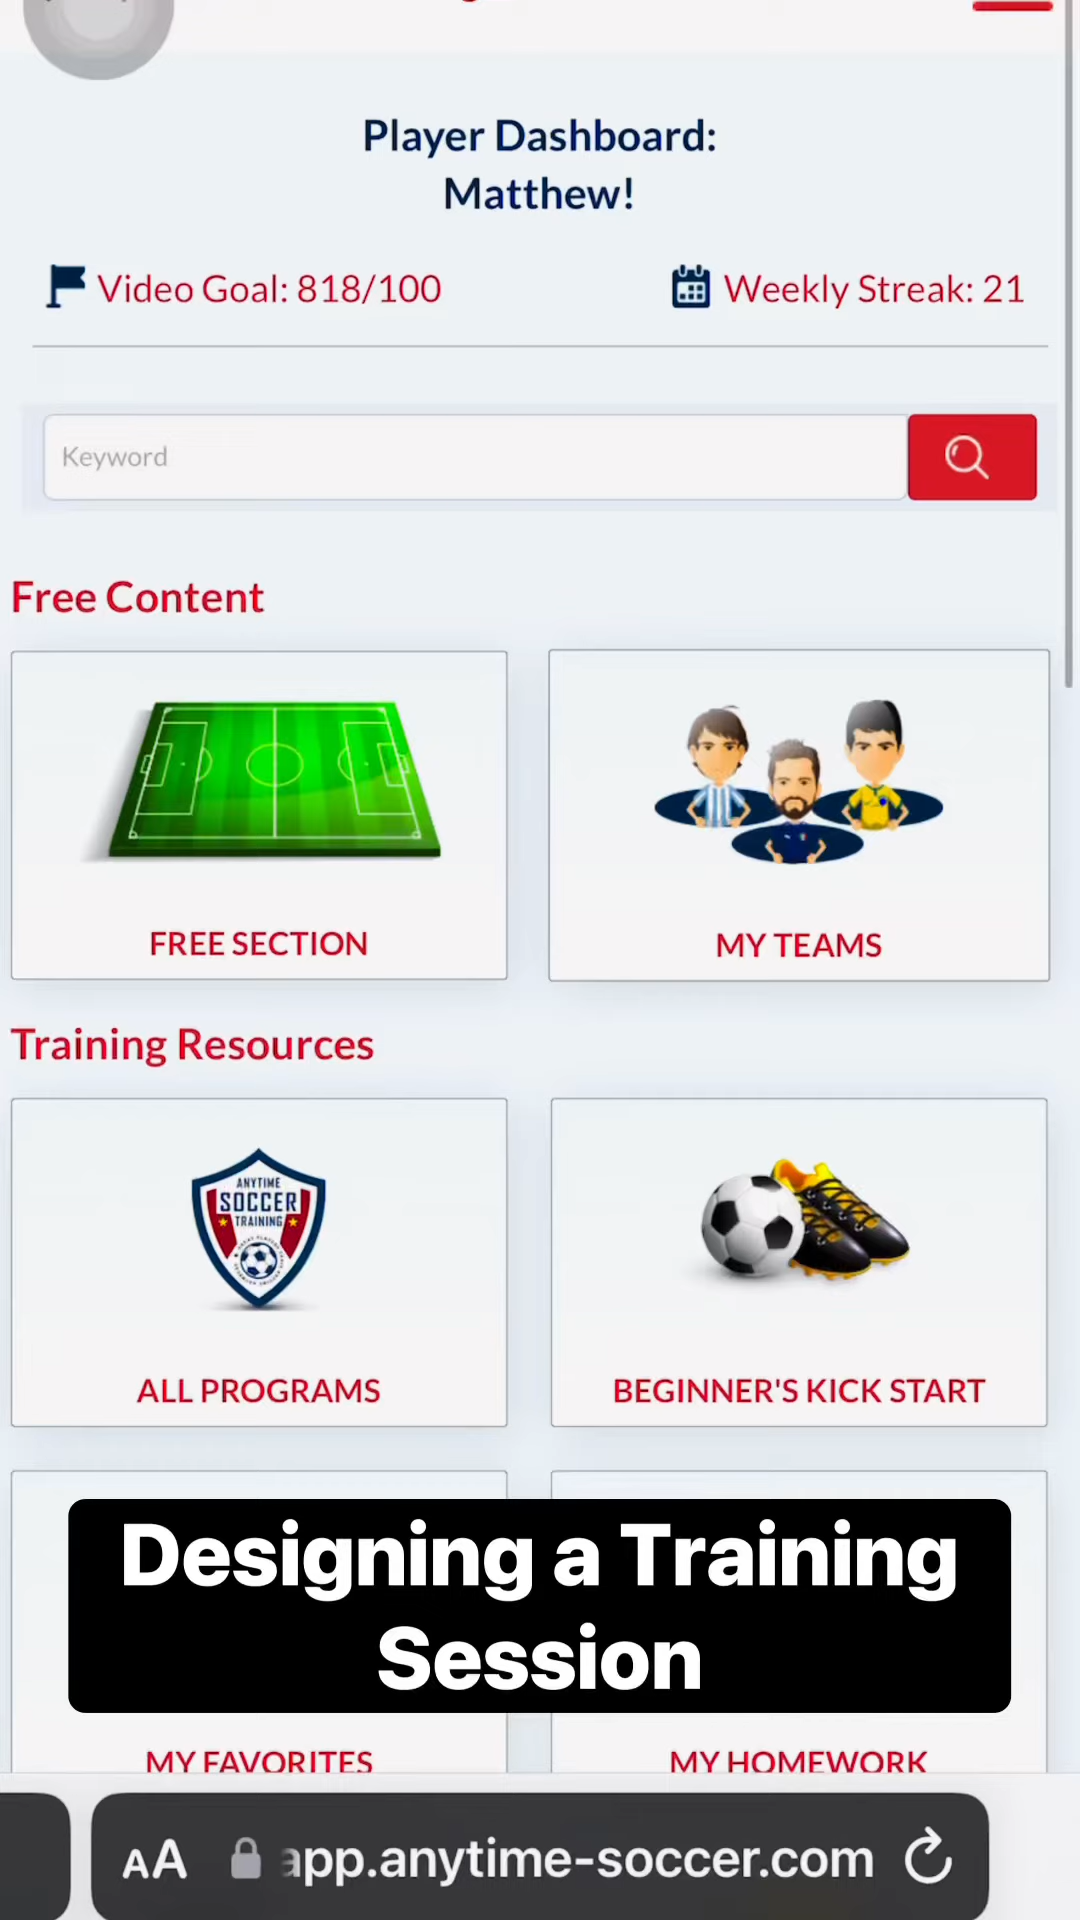 Player Dashboard:
Matthew!
Video Goal: 818/100
Weekly Streak: 21
Keyword
Free Content
FREE SECTION
MY TEAMS
Training Resources
ANYTIME
SOCCER
TRAINING
ALL PROGRAMS
BEGINNER'S KICK START
Designing a Training
Session
MY FAVORITES
MY HOMEWORK
AA
app.anytime-soccer.com